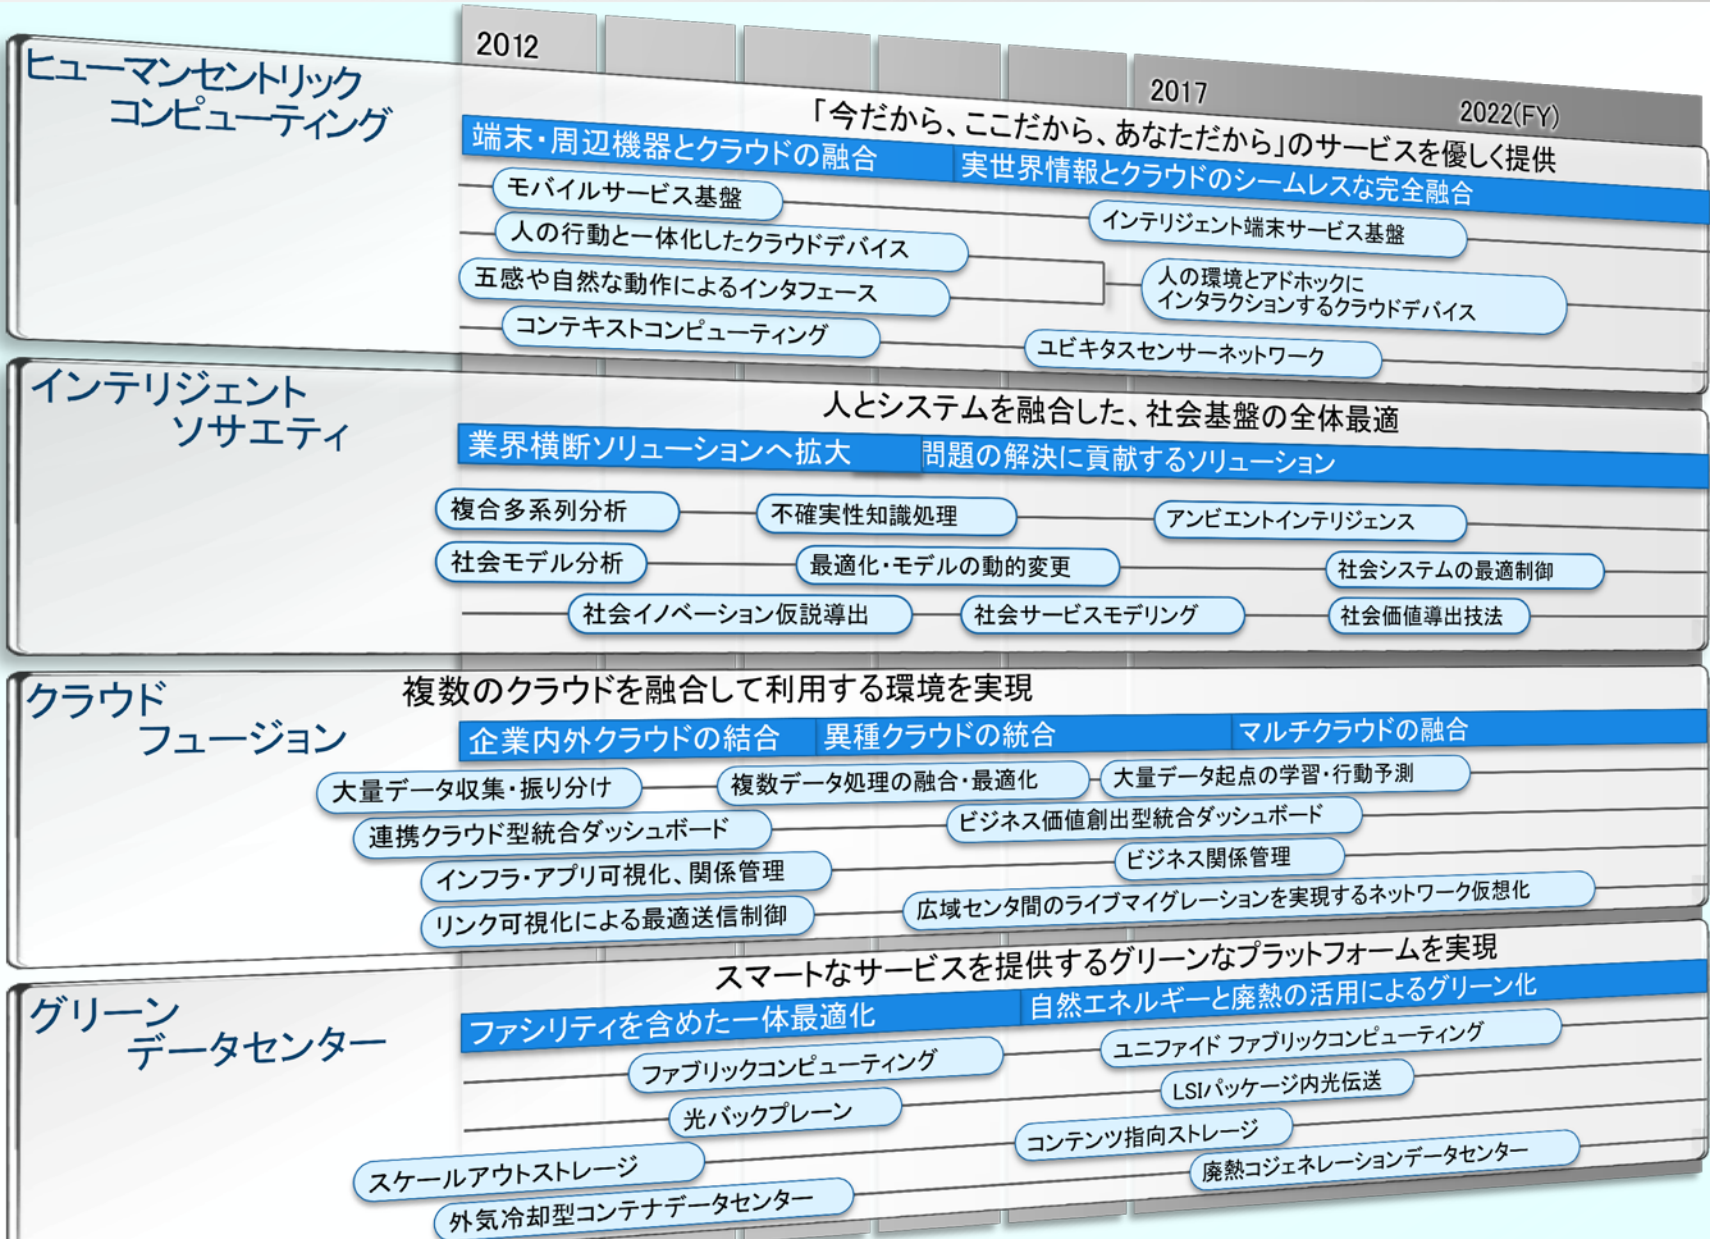 2012
2017
2022(FY)
ヒューマンセントリック
コンピューティング
「今だから、ここだから、あなただから」のサービスを優しく提供
端末・周辺機器とクラウドの融合
実世界情報とクラウドのシームレスな完全融合
モバイルサービス基盤
インテリジェント端末サービス基盤
人の行動と一体化したクラウドデバイス
五感や自然な動作によるインタフェース
人の環境とアドホックに
インタラクションするクラウドデバイス
コンテキストコンピューティング
ユビキタスセンサーネットワーク
インテリジェント
ソサエティ
人とシステムを融合した、社会基盤の全体最適
業界横断ソリューションへ拡大
問題の解決に貢献するソリューション
複合多系列分析
不確実性知識処理
アンビエントインテリジェンス
社会モデル分析
最適化・モデルの動的変更
社会システムの最適制御
社会イノベーション仮説導出
社会サービスモデリング
社会価値導出技法
クラウド
フュージョン
複数のクラウドを融合して利用する環境を実現
企業内外クラウドの結合
異種クラウドの統合
マルチクラウドの融合
大量データ収集・振り分け
複数データ処理の融合・最適化
大量データ起点の学習・行動予測
連携クラウド型統合ダッシュボード
ビジネス価値創出型統合ダッシュボード
インフラ・アプリ可視化、関係管理
ビジネス関係管理
リンク可視化による最適送信制御
広域センタ間のライブマイグレーションを実現するネットワーク仮想化
グリーン
データセンター
スマートなサービスを提供するグリーンなプラットフォームを実現
ファシリティを含めた一体最適化
自然エネルギーと廃熱の活用によるグリーン化
ファブリックコンピューティング
ユニファイド ファブリックコンピューティング
光バックプレーン
LSIパッケージ内光伝送
スケールアウトストレージ
コンテンツ指向ストレージ
外気冷却型コンテナデータセンター
廃熱コジェネレーションデータセンター